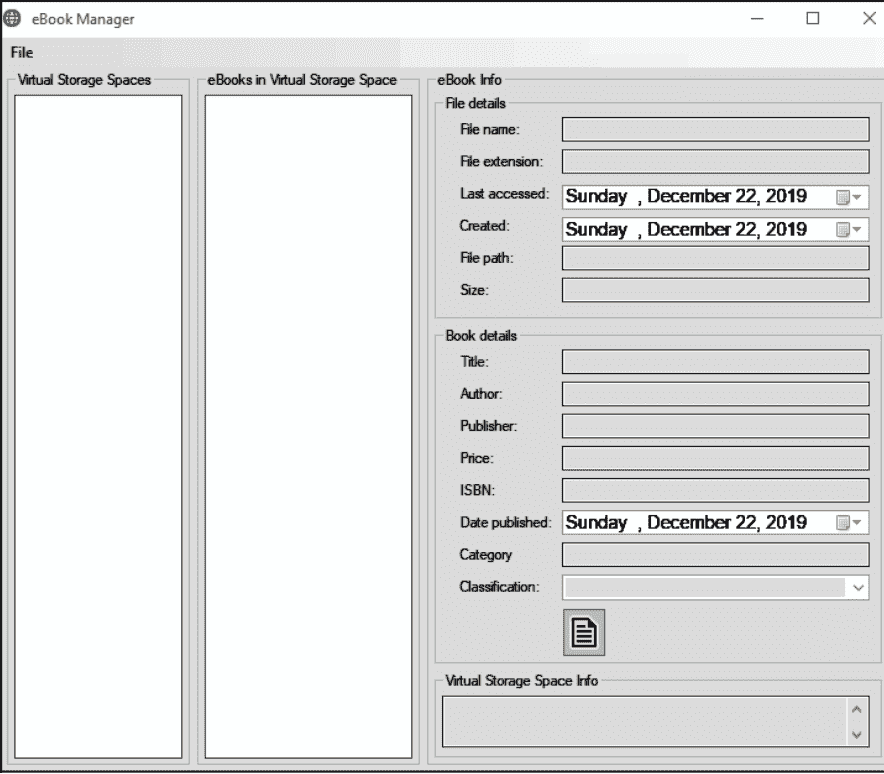 eBook Manager
File
Virtual Storage Spaces
eBooks in Virtual Storage Space
eBook Info
File details
File name:
File extension:
Last accessed: Sunday , December 22, 2019
Created: Sunday , December 22, 2019
File path:
Size:
Book details
Title:
Author:
Publisher:
Price:
ISBN:
Date published: Sunday , December 22, 2019
Category
Classification:
Virtual Storage Space Info